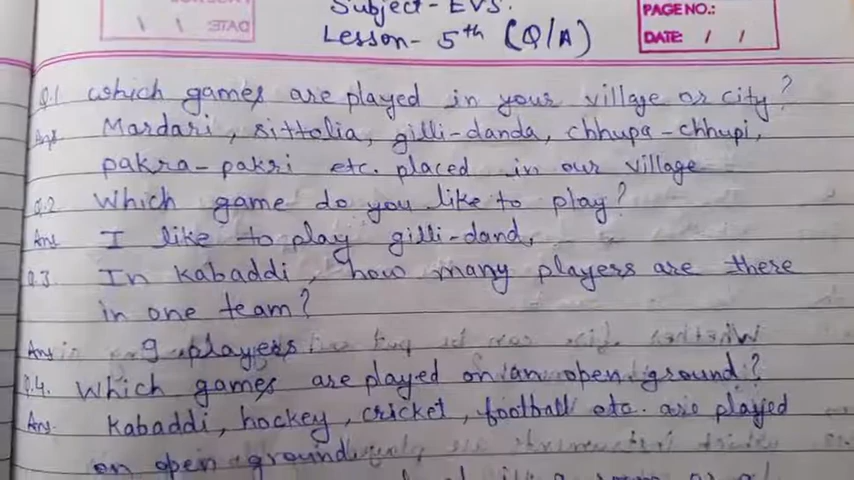 Subject - EVS.
Lesson - 5th (Q/A)
PAGE NO.:
DATE: / /
Q.1 Which games are played in your village or city?
Ans Mardari, sittolia, gilli-danda, chhupa-chhupi,
pakra-pakri etc. placed in our village
Q.2 Which game do you like to play?
Ans I like to play gilli-dand,
Q.3 In kabaddi, how many players are there
in one team?
Ans 9 players
Q.4. Which games are played on an open ground?
Ans. Kabaddi, hockey, cricket, football etc. are played
on open ground.